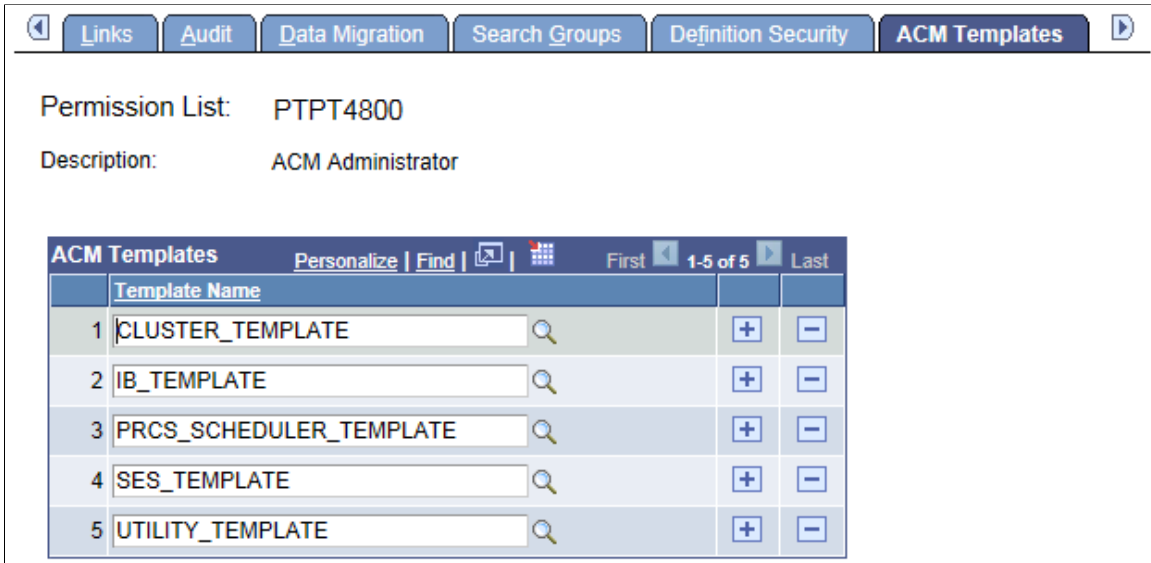 Links Audit Data Migration Search Groups Definition Security ACM Templates
Permission List: PTPT4800
Description: ACM Administrator
ACM Templates Personalize | Find | | First 1-5 of 5 Last
Template Name
1 CLUSTER_TEMPLATE
2 IB_TEMPLATE
3 PRCS_SCHEDULER_TEMPLATE
4 SES_TEMPLATE
5 UTILITY_TEMPLATE